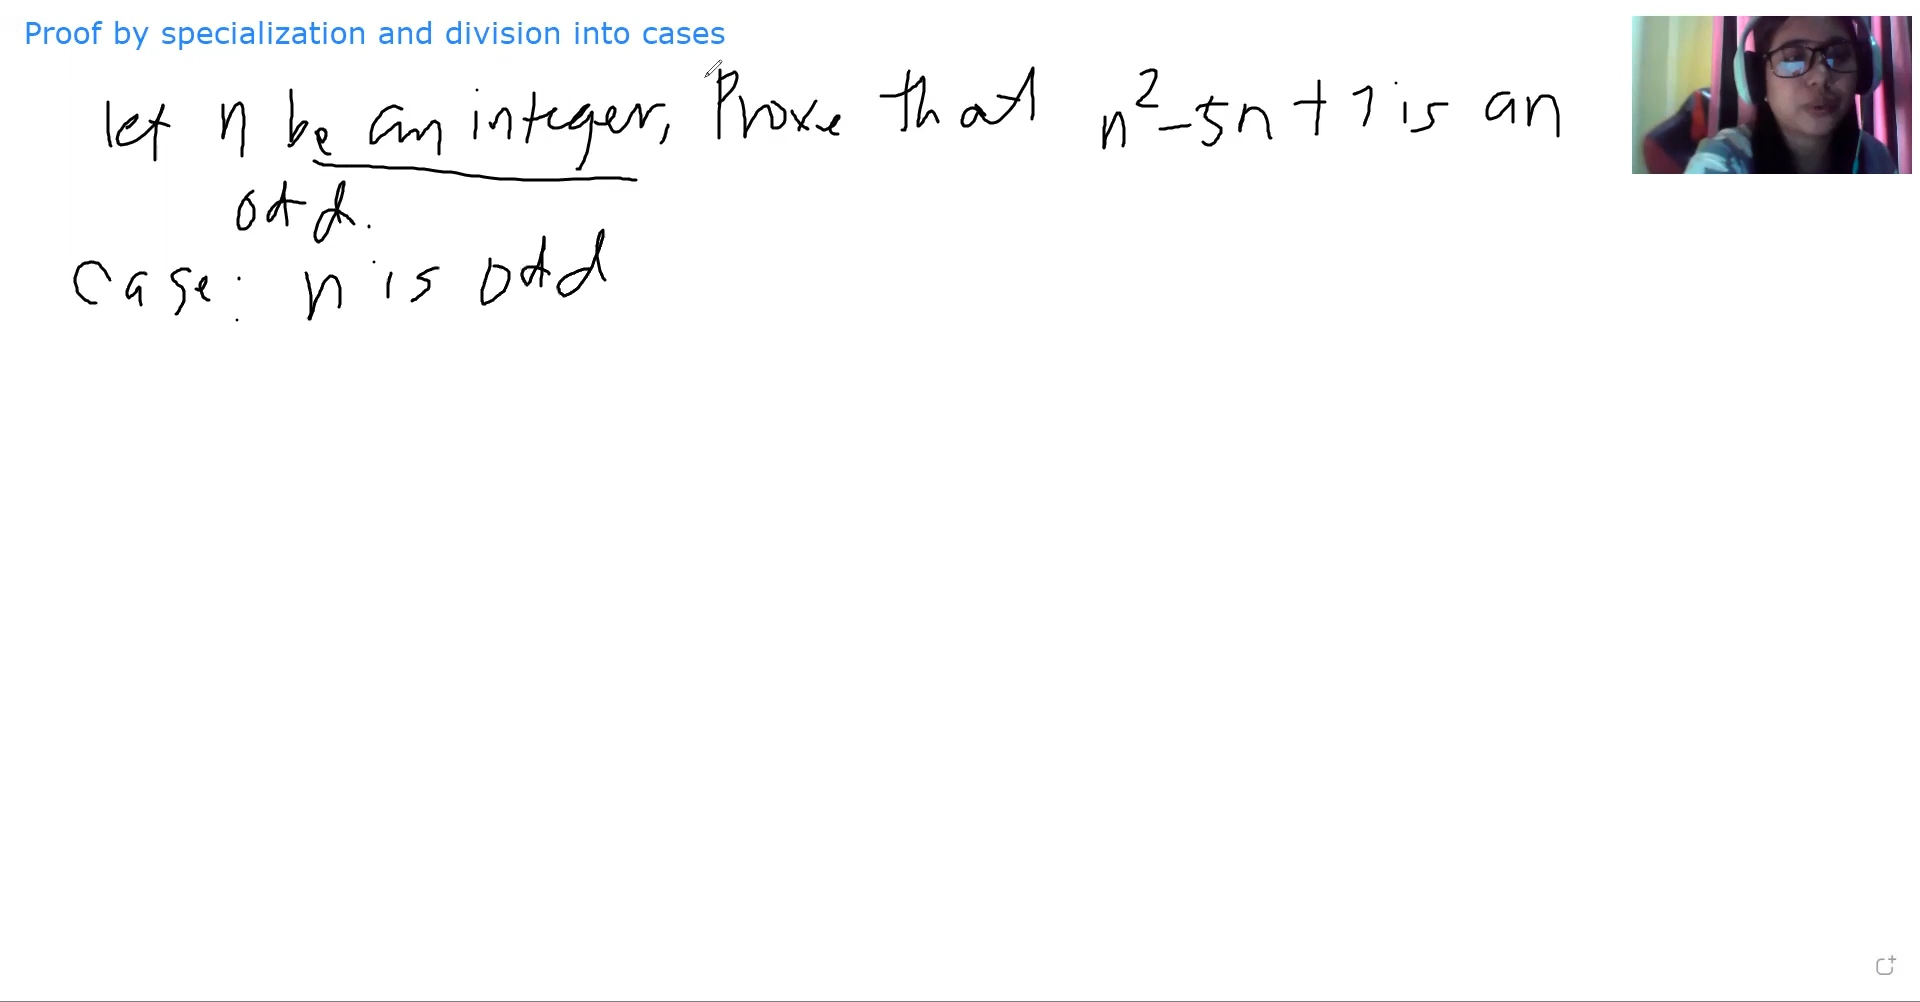 Proof by specialization and division into cases
let n be an integer, Prove that n²-5n+7 is an
odd.
Case: n is odd